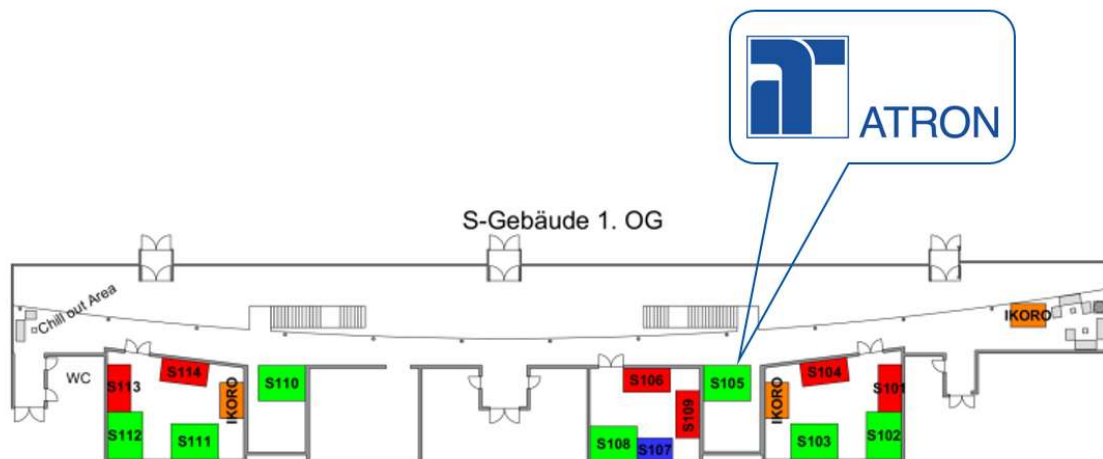 ATRON
S-Gebäude 1. OG
Chill out Area
IKORO
WC
S113
S114
IKORO
S110
S106
S105
IKORO
S104
S101
S109
S112
S111
S108
S107
S103
S102